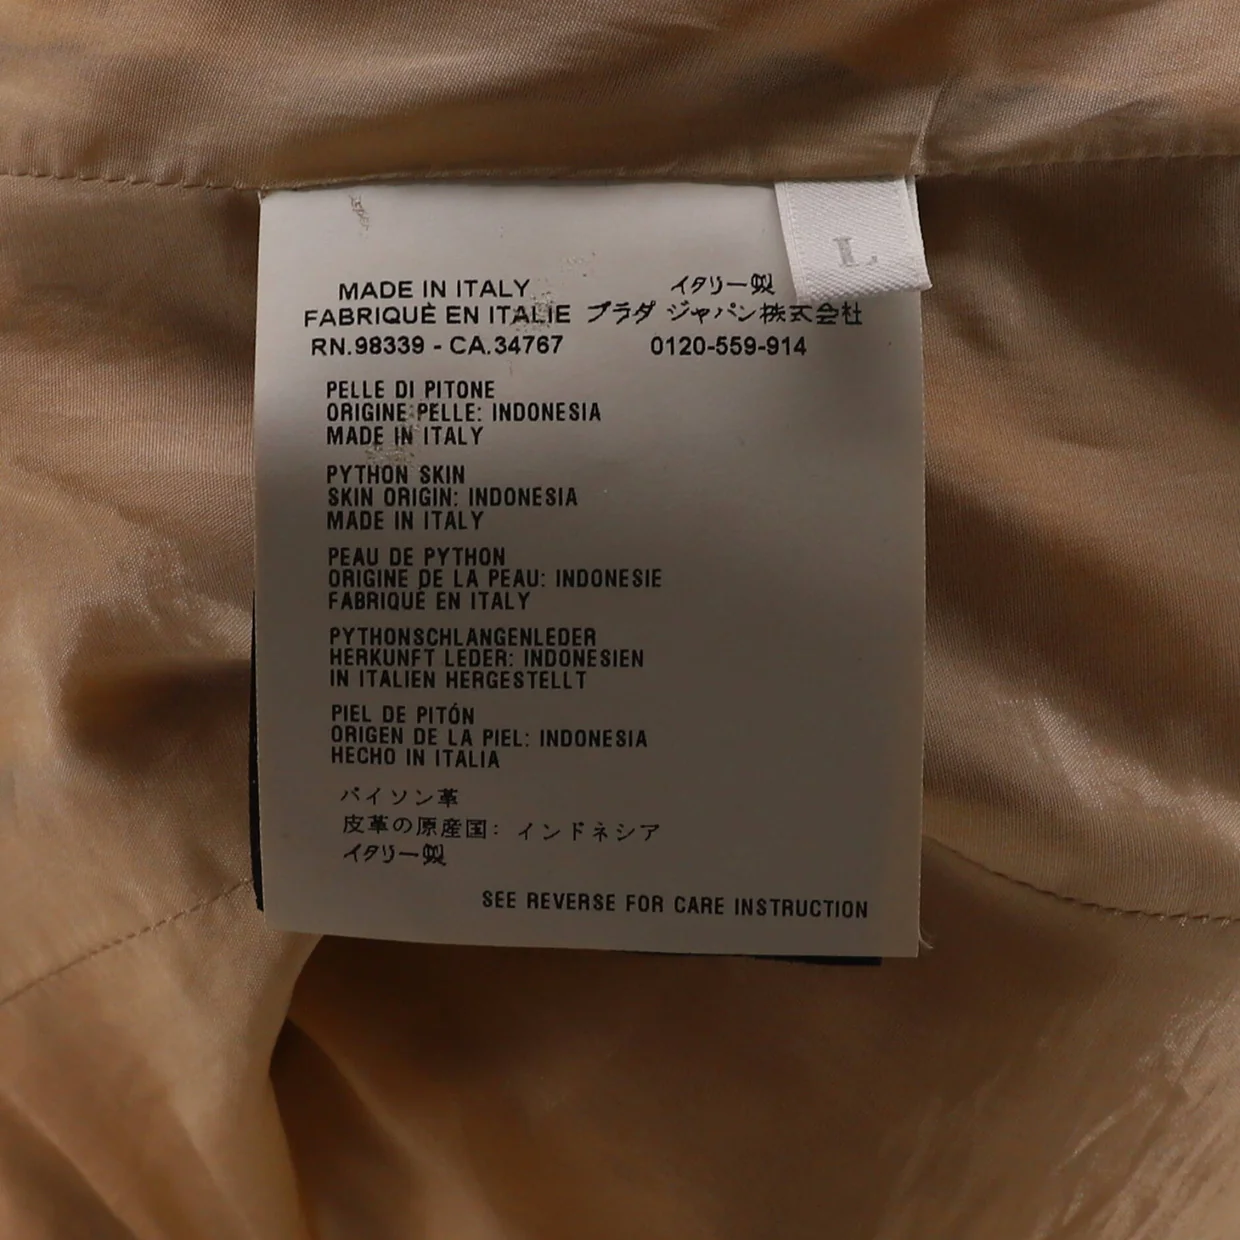 L
MADE IN ITALY イタリー製
FABRIQUÈ EN ITALIE プラダ ジャパン株式会社
RN.98339 - CA.34767 0120-559-914
PELLE DI PITONE
ORIGINE PELLE: INDONESIA
MADE IN ITALY
PYTHON SKIN
SKIN ORIGIN: INDONESIA
MADE IN ITALY
PEAU DE PYTHON
ORIGINE DE LA PEAU: INDONESIE
FABRIQUÉ EN ITALY
PYTHONSCHLANGENLEDER
HERKUNFT LEDER: INDONESIEN
IN ITALIEN HERGESTELLT
PIEL DE PITÓN
ORIGEN DE LA PIEL: INDONESIA
HECHO IN ITALIA
パイソン革
皮革の原産国: インドネシア
イタリー製
SEE REVERSE FOR CARE INSTRUCTION